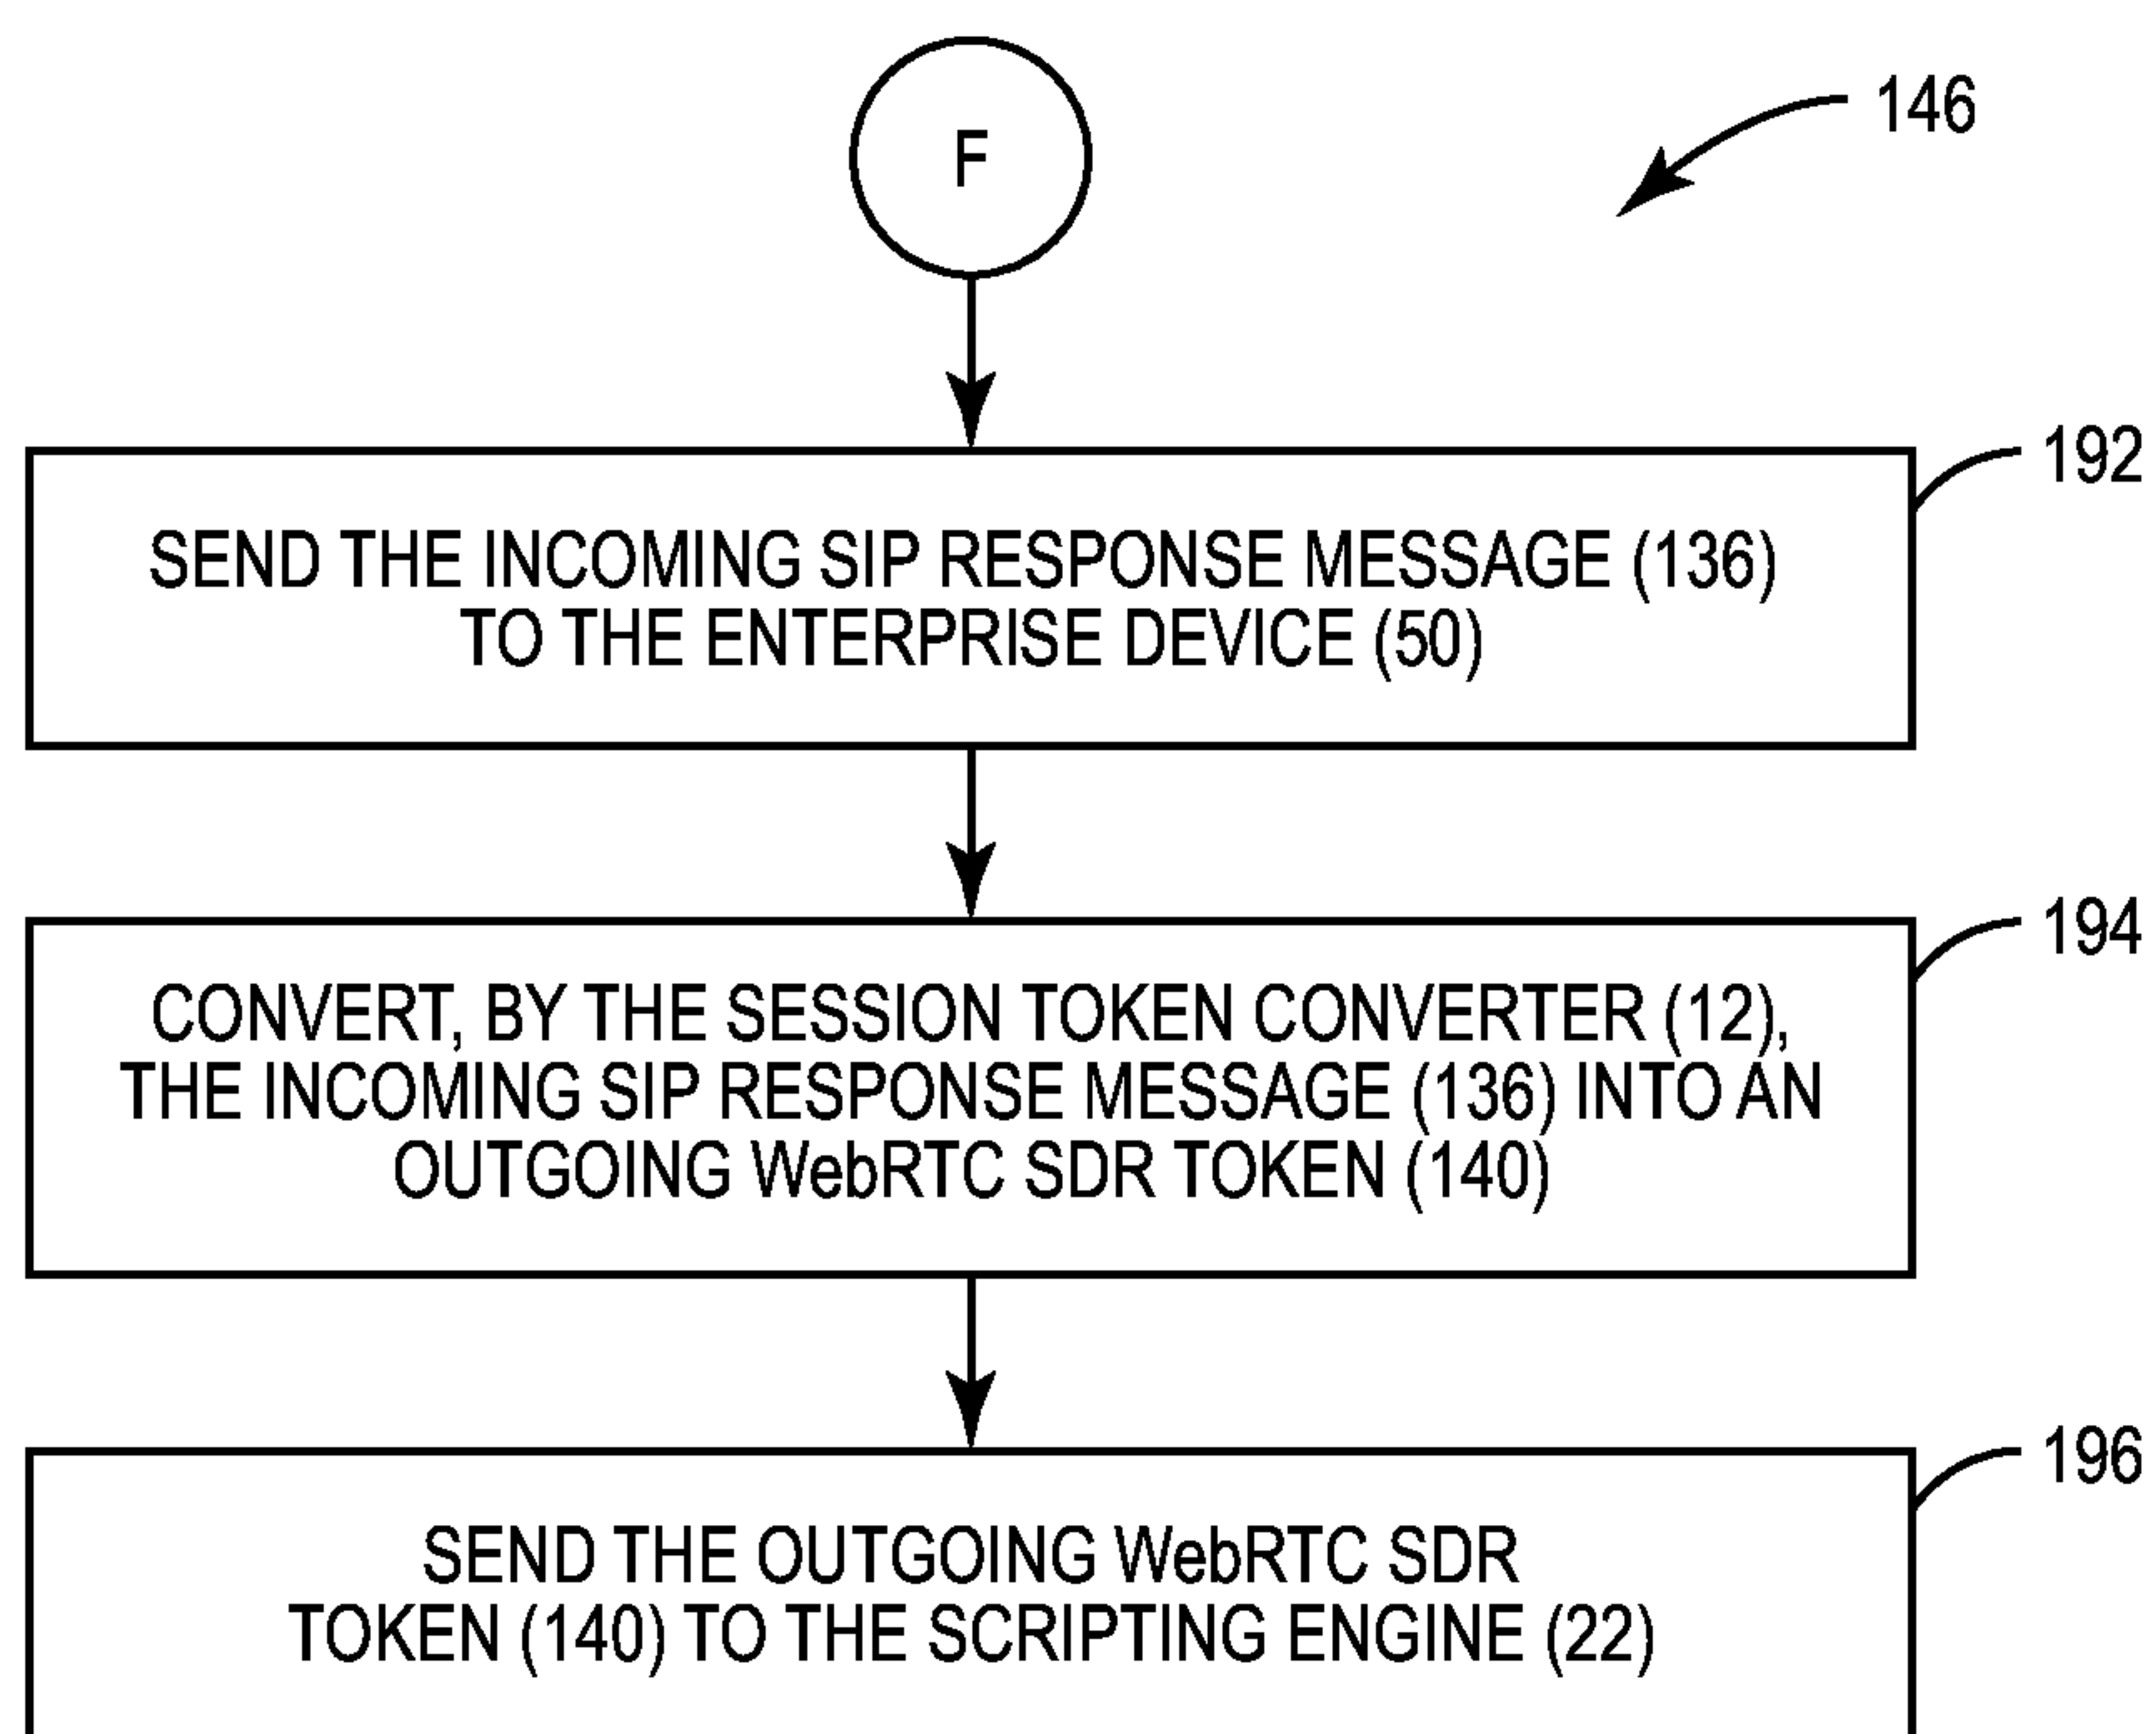 F
146
192
SEND THE INCOMING SIP RESPONSE MESSAGE (136)
TO THE ENTERPRISE DEVICE (50)
194
CONVERT, BY THE SESSION TOKEN CONVERTER (12),
THE INCOMING SIP RESPONSE MESSAGE (136) INTO AN
OUTGOING WebRTC SDR TOKEN (140)
196
SEND THE OUTGOING WebRTC SDR
TOKEN (140) TO THE SCRIPTING ENGINE (22)